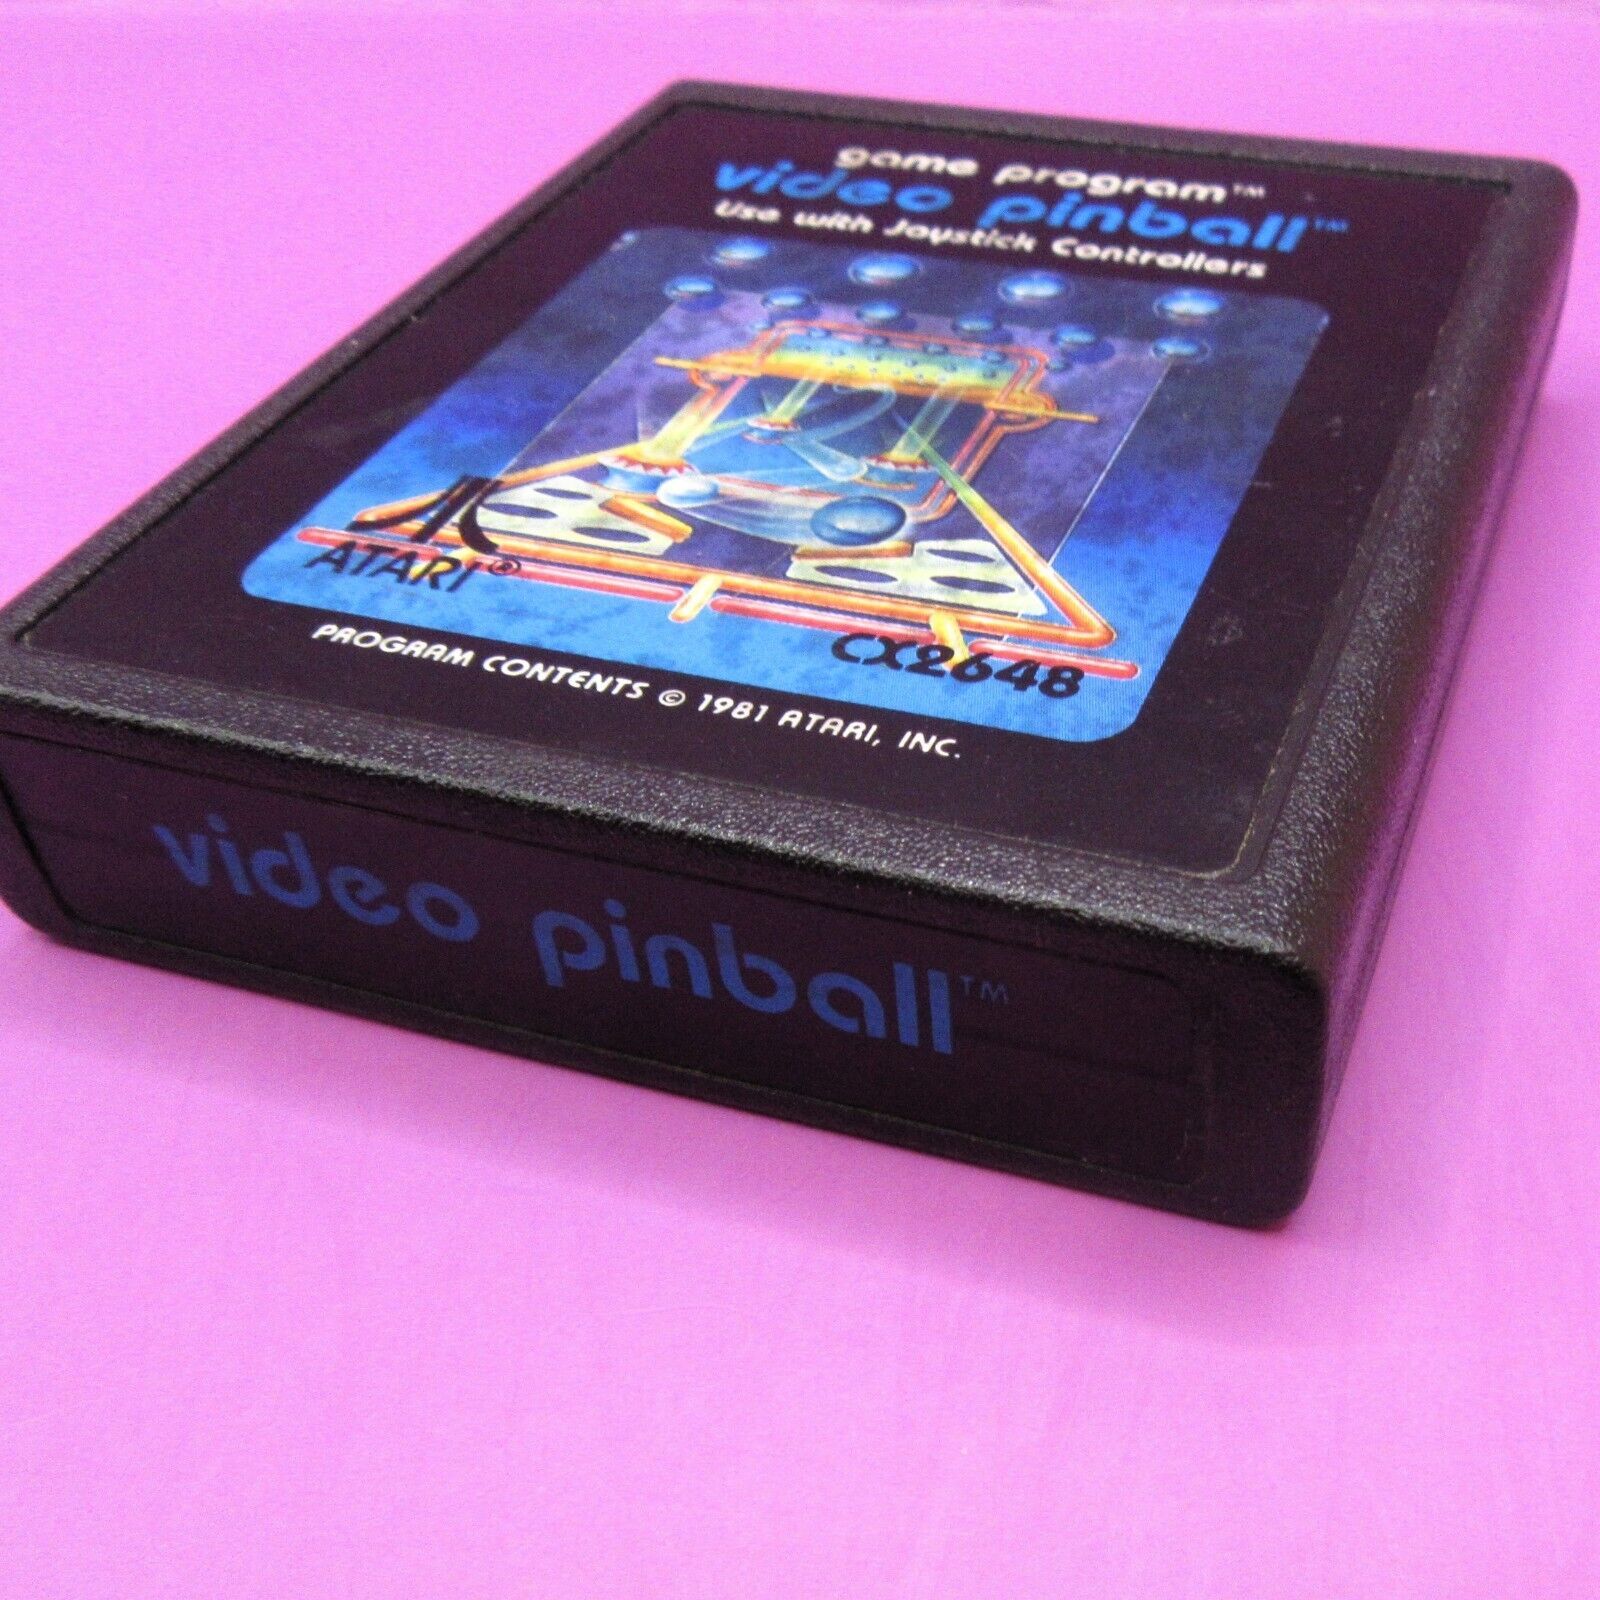 game program™
video pinball™
Use with Joystick Controllers
ATARI®
CX2648
PROGRAM CONTENTS © 1981 ATARI, INC.
video pinball™